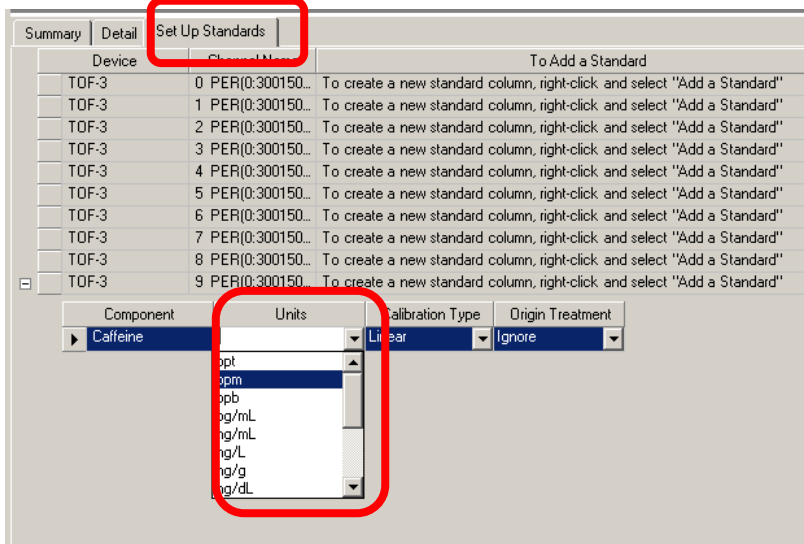 Summary Detail Set Up Standards
Device Channel Name To Add a Standard
TOF-3 0 PER(0:300150... To create a new standard column, right-click and select "Add a Standard"
TOF-3 1 PER(0:300150... To create a new standard column, right-click and select "Add a Standard"
TOF-3 2 PER(0:300150... To create a new standard column, right-click and select "Add a Standard"
TOF-3 3 PER(0:300150... To create a new standard column, right-click and select "Add a Standard"
TOF-3 4 PER(0:300150... To create a new standard column, right-click and select "Add a Standard"
TOF-3 5 PER(0:300150... To create a new standard column, right-click and select "Add a Standard"
TOF-3 6 PER(0:300150... To create a new standard column, right-click and select "Add a Standard"
TOF-3 7 PER(0:300150... To create a new standard column, right-click and select "Add a Standard"
TOF-3 8 PER(0:300150... To create a new standard column, right-click and select "Add a Standard"
TOF-3 9 PER(0:300150... To create a new standard column, right-click and select "Add a Standard"
Component Units Calibration Type Origin Treatment
Caffeine Linear Ignore
ppt
ppm
ppb